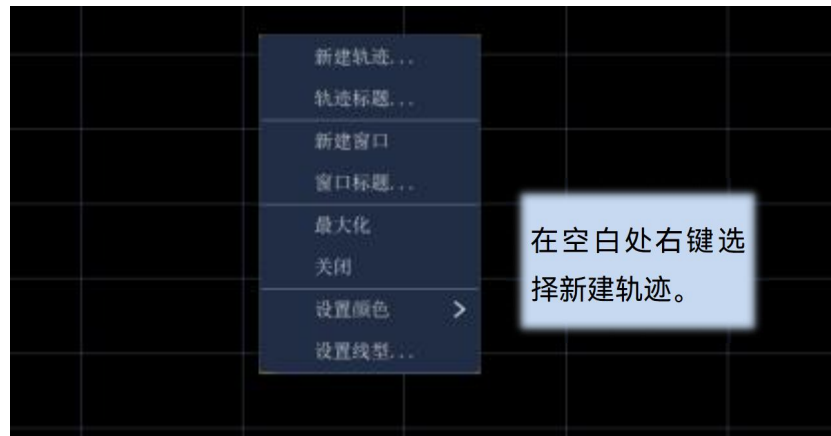 新建轨迹...
轨迹标题...
新建窗口
窗口标题...
最大化
关闭
设置颜色
设置线型...
在空白处右键选
择新建轨迹。